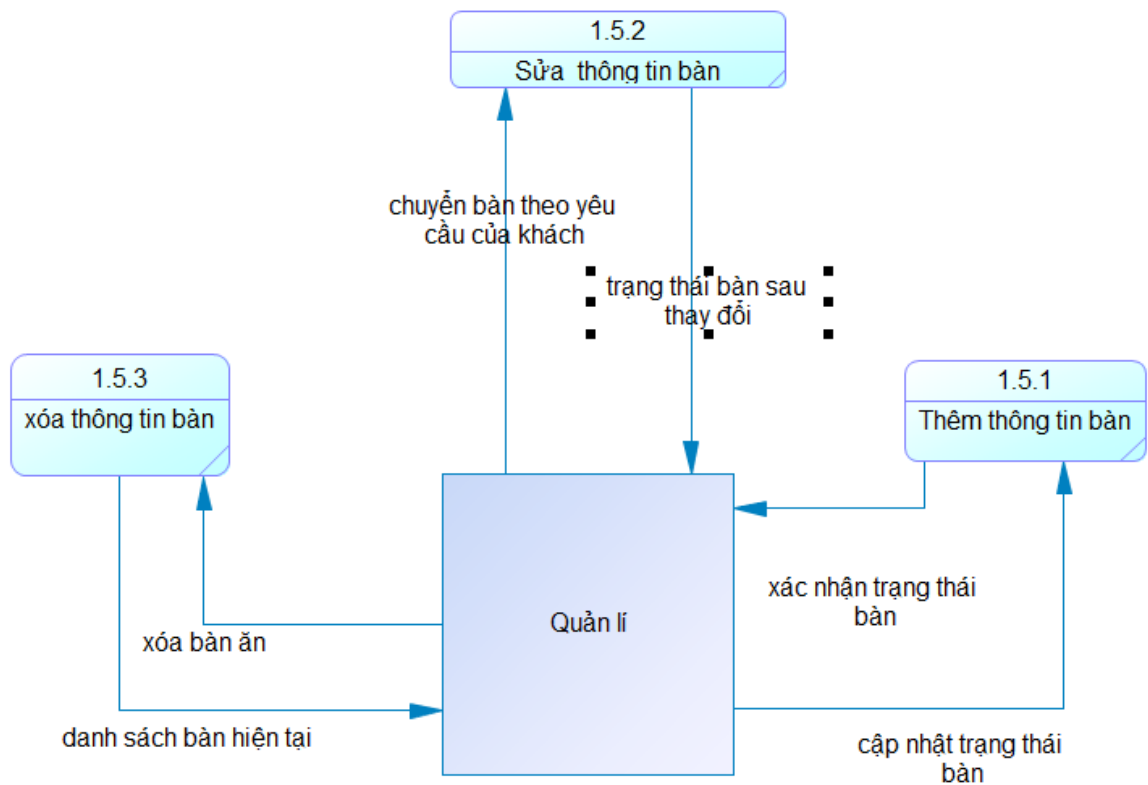 1.5.2
Sửa thông tin bàn
chuyển bàn theo yêu
cầu của khách
trạng thái bàn sau
thay đổi
1.5.3
xóa thông tin bàn
1.5.1
Thêm thông tin bàn
xác nhận trạng thái
bàn
Quản lí
xóa bàn ăn
danh sách bàn hiện tại
cập nhật trạng thái
bàn